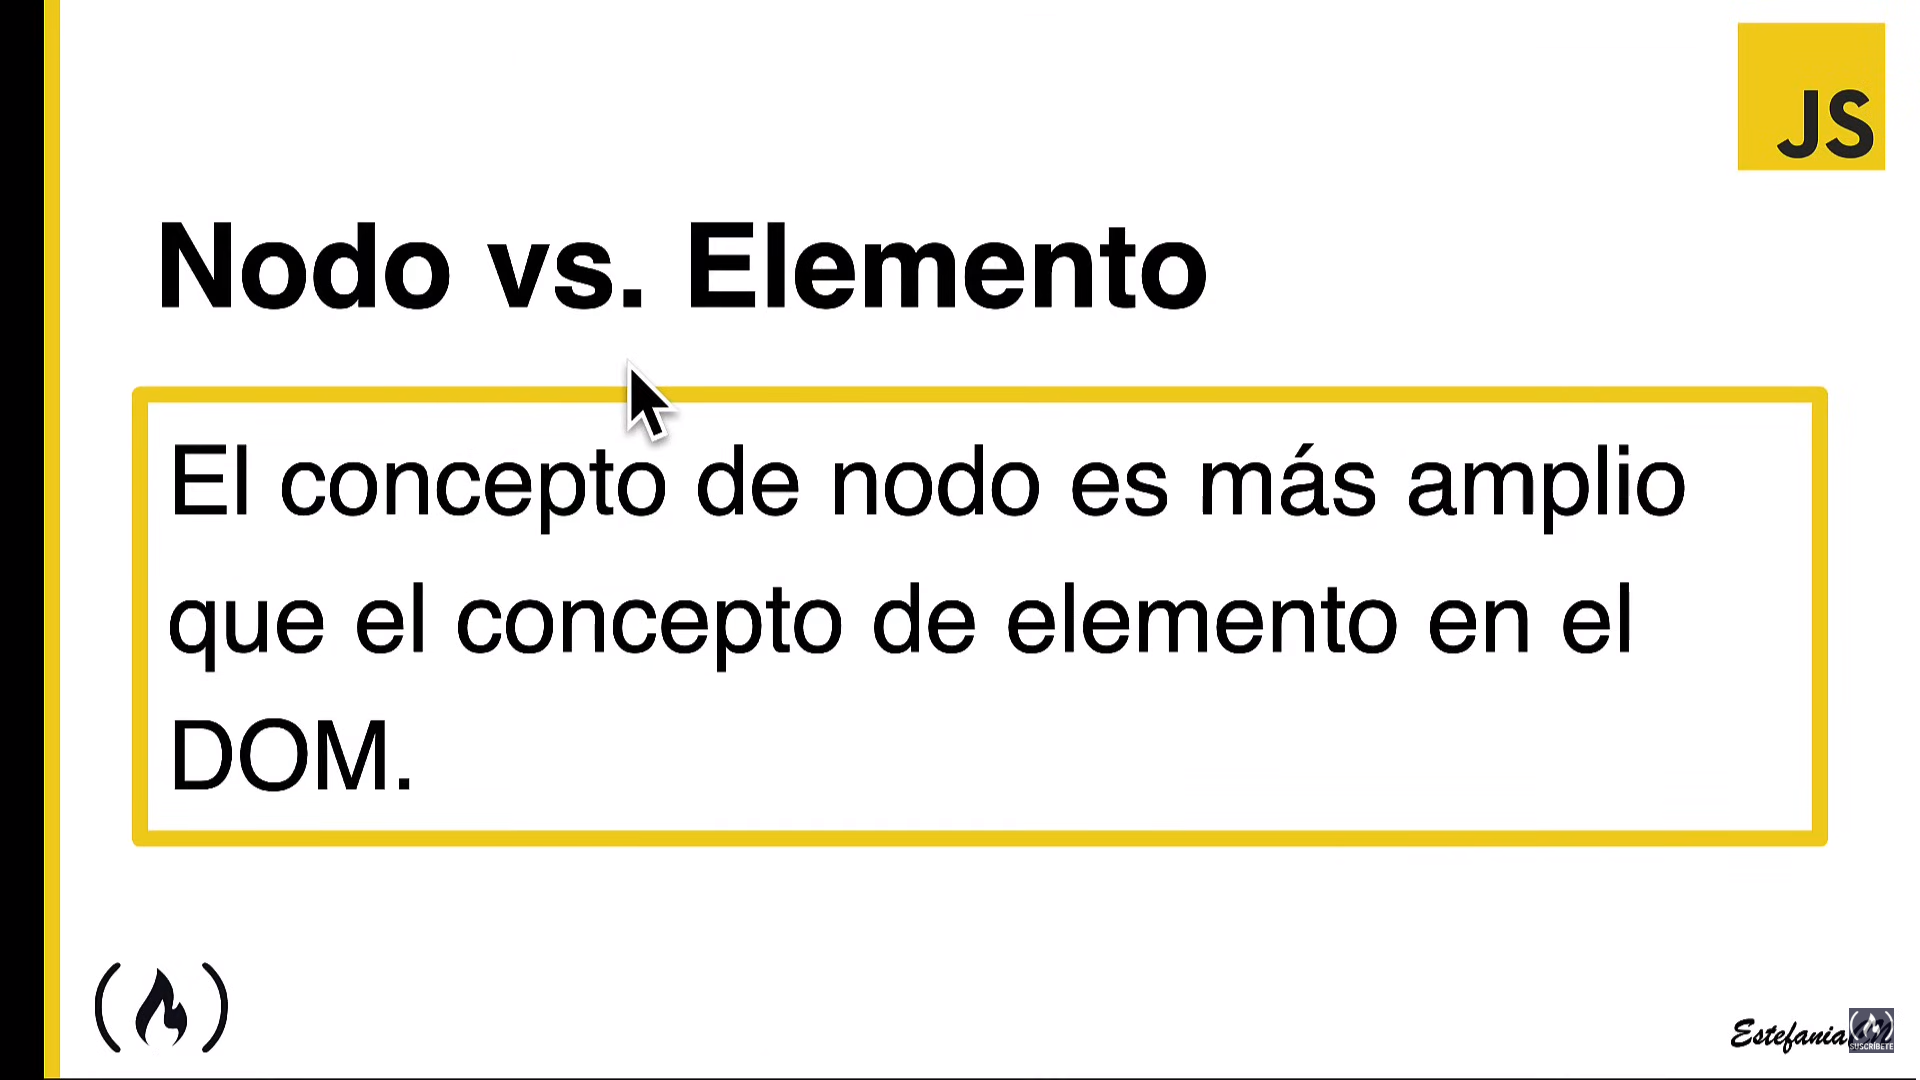 JS
Nodo vs. Elemento
El concepto de nodo es más amplio
que el concepto de elemento en el
DOM.
Estefania
SUSCRÍBETE